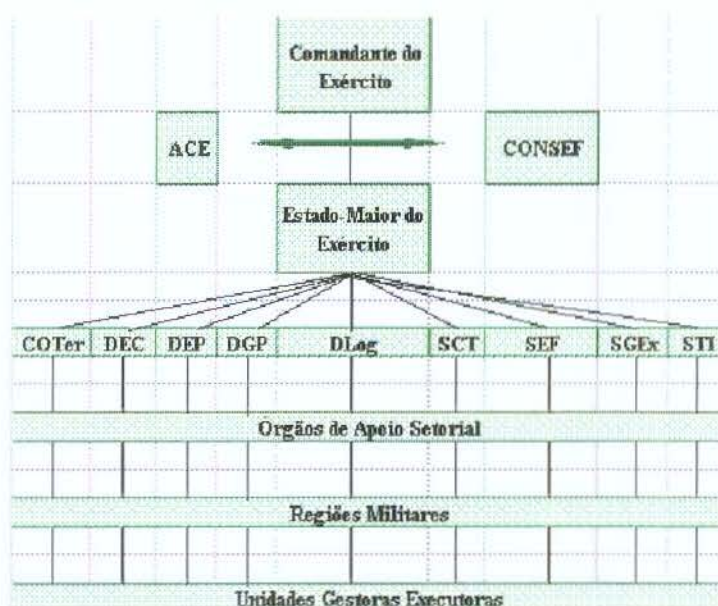 Comandante do
Exército
ACE
CONSEF
Estado-Maior do
Exército
COTer DEC DEP DGP DLog SCT SEF SGEx STI
Orgãos de Apoio Setorial
Regiões Militares
Unidades Gestoras Executoras